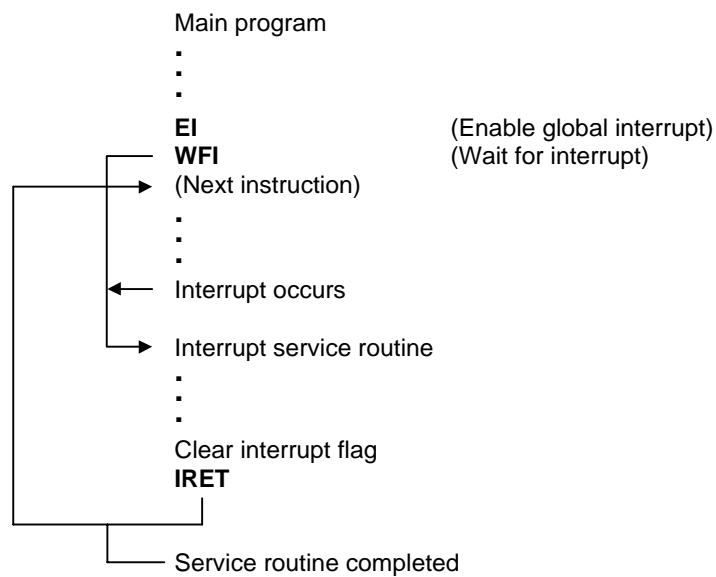 Main program
.
.
.
EI (Enable global interrupt)
WFI (Wait for interrupt)
(Next instruction)
.
.
.
Interrupt occurs
Interrupt service routine
.
.
.
Clear interrupt flag
IRET
Service routine completed